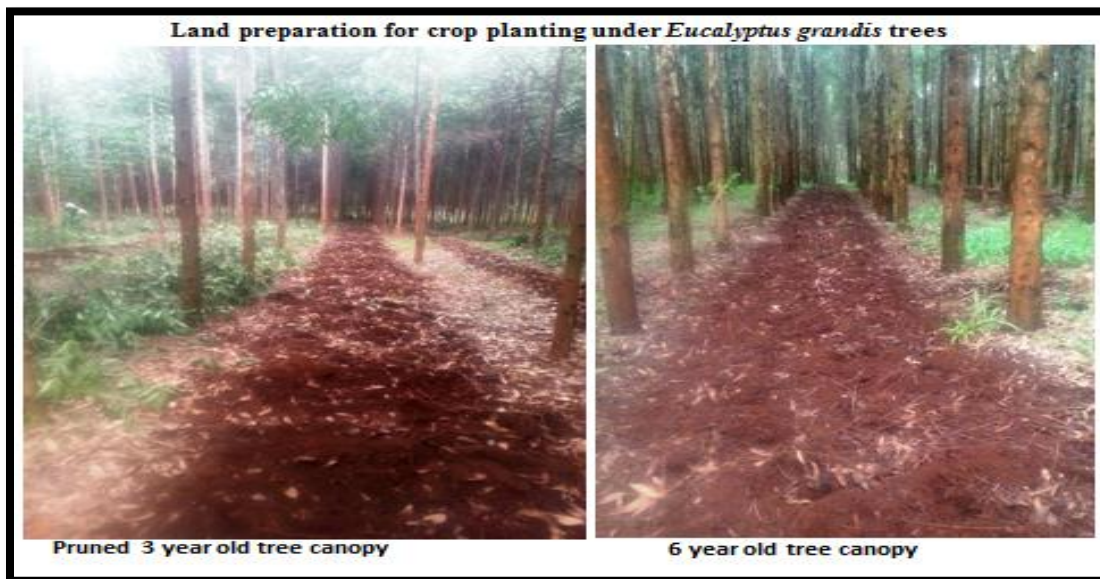 Land preparation for crop planting under Eucalyptus grandis trees
Pruned 3 year old tree canopy
6 year old tree canopy